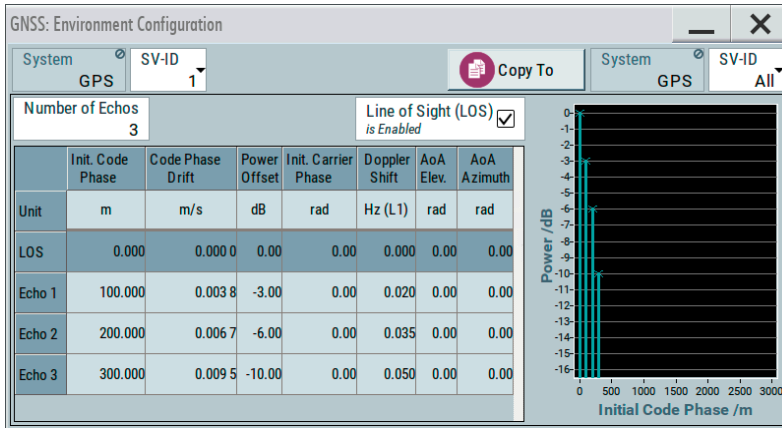 GNSS: Environment Configuration
System
GPS
SV-ID
1
Copy To
System
GPS
SV-ID
All
Number of Echos
3
Line of Sight (LOS)
is Enabled
Init. Code Phase Code Phase Drift Power Offset Init. Carrier Phase Doppler Shift AoA Elev. AoA Azimuth
Unit m m/s dB rad Hz (L1) rad rad
LOS 0.000 0.000 0 0.00 0.00 0.000 0.00 0.00
Echo 1 100.000 0.003 8 -3.00 0.00 0.020 0.00 0.00
Echo 2 200.000 0.006 7 -6.00 0.00 0.035 0.00 0.00
Echo 3 300.000 0.009 5 -10.00 0.00 0.050 0.00 0.00
Power /dB
0
-1
-2
-3
-4
-5
-6
-7
-8
-9
-10
-11
-12
-13
-14
-15
-16
0 500 1000 1500 2000 2500 3000
Initial Code Phase /m